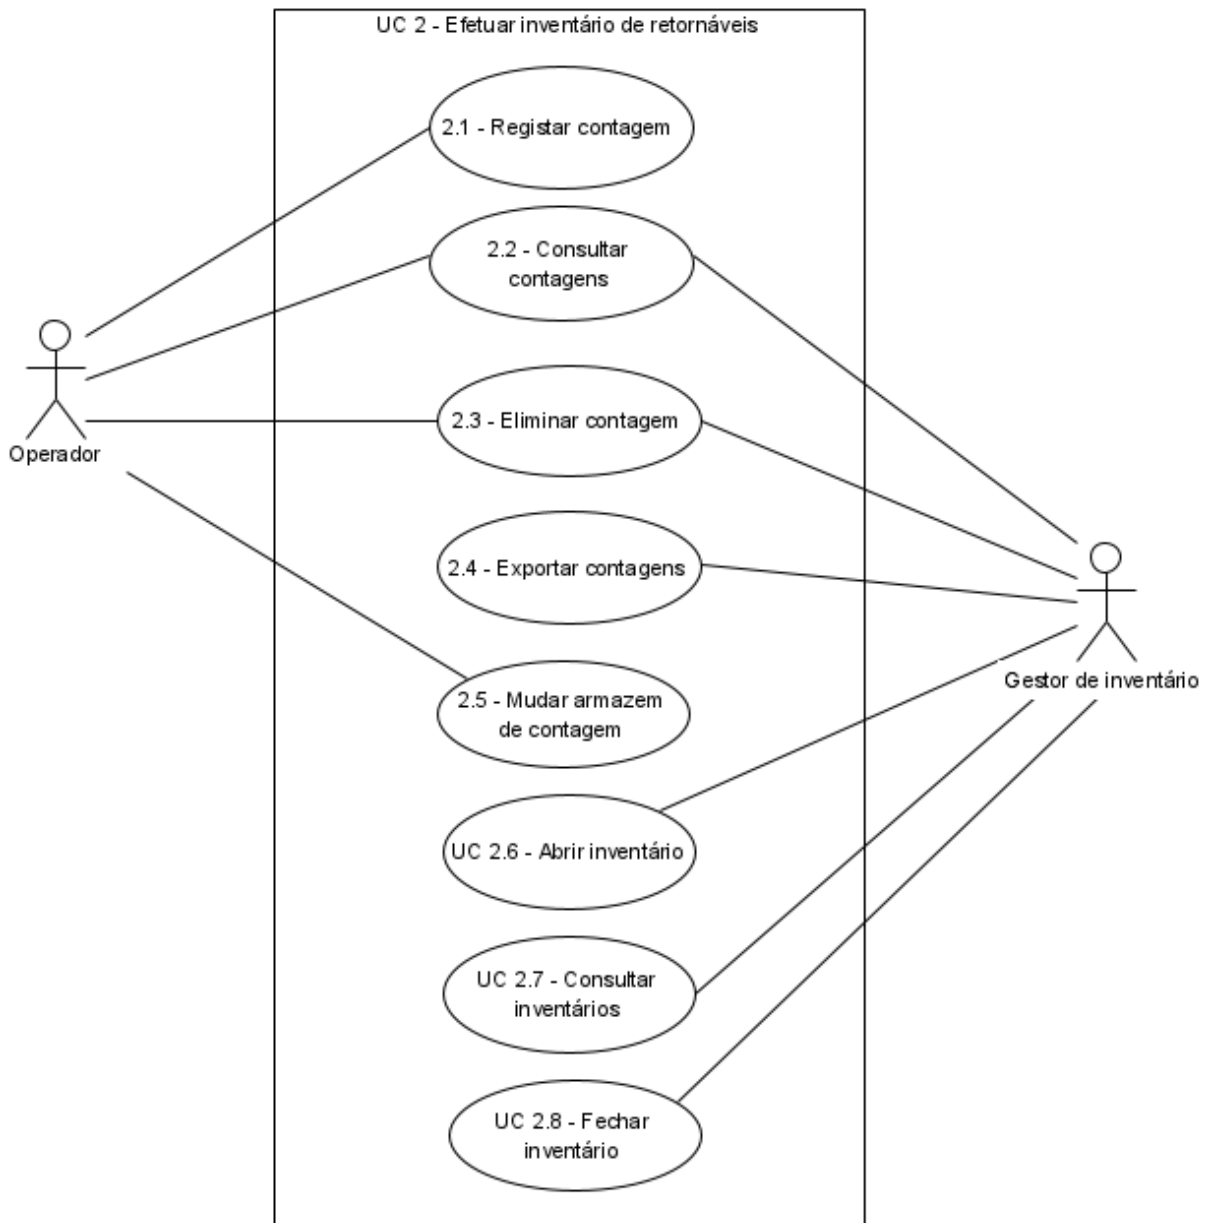 UC 2 - Efetuar inventário de retornáveis
2.1 - Registar contagem
2.2 - Consultar
contagens
2.3 - Eliminar contagem
Operador
2.4 - Exportar contagens
Gestor de inventário
2.5 - Mudar armazem
de contagem
UC 2.6 - Abrir inventário
UC 2.7 - Consultar
inventários
UC 2.8 - Fechar
inventário